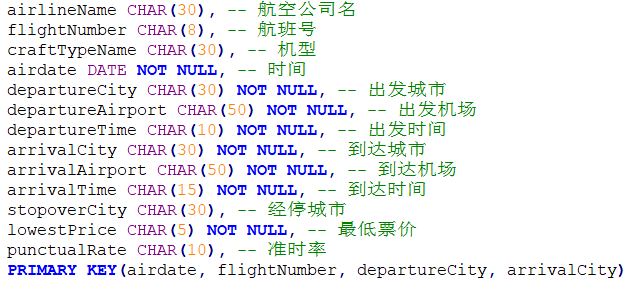 airlineName CHAR(30), -- 航空公司名
flightNumber CHAR(8), -- 航班号
craftTypeName CHAR(30), -- 机型
airdate DATE NOT NULL, -- 时间
departureCity CHAR(30) NOT NULL, -- 出发城市
departureAirport CHAR(50) NOT NULL, -- 出发机场
departureTime CHAR(10) NOT NULL, -- 出发时间
arrivalCity CHAR(30) NOT NULL, -- 到达城市
arrivalAirport CHAR(50) NOT NULL, -- 到达机场
arrivalTime CHAR(15) NOT NULL, -- 到达时间
stopoverCity CHAR(30), -- 经停城市
lowestPrice CHAR(5) NOT NULL, -- 最低票价
punctualRate CHAR(10), -- 准时率
PRIMARY KEY(airdate, flightNumber, departureCity, arrivalCity)